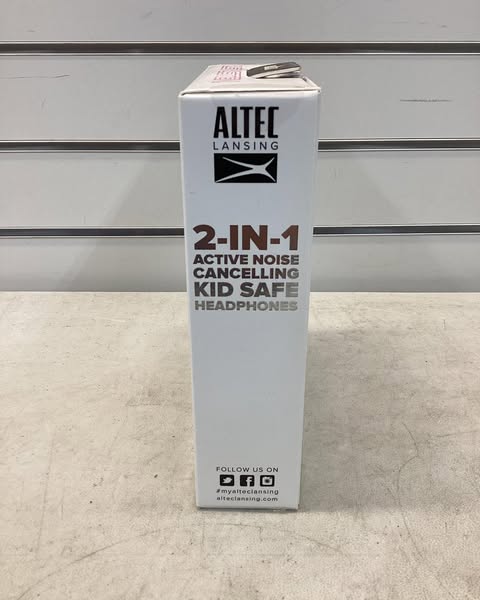 ALTEC
LANSING
2-IN-1
ACTIVE NOISE
CANCELLING
KID SAFE
HEADPHONES
FOLLOW US ON
#myalteclansing
alteclansing.com